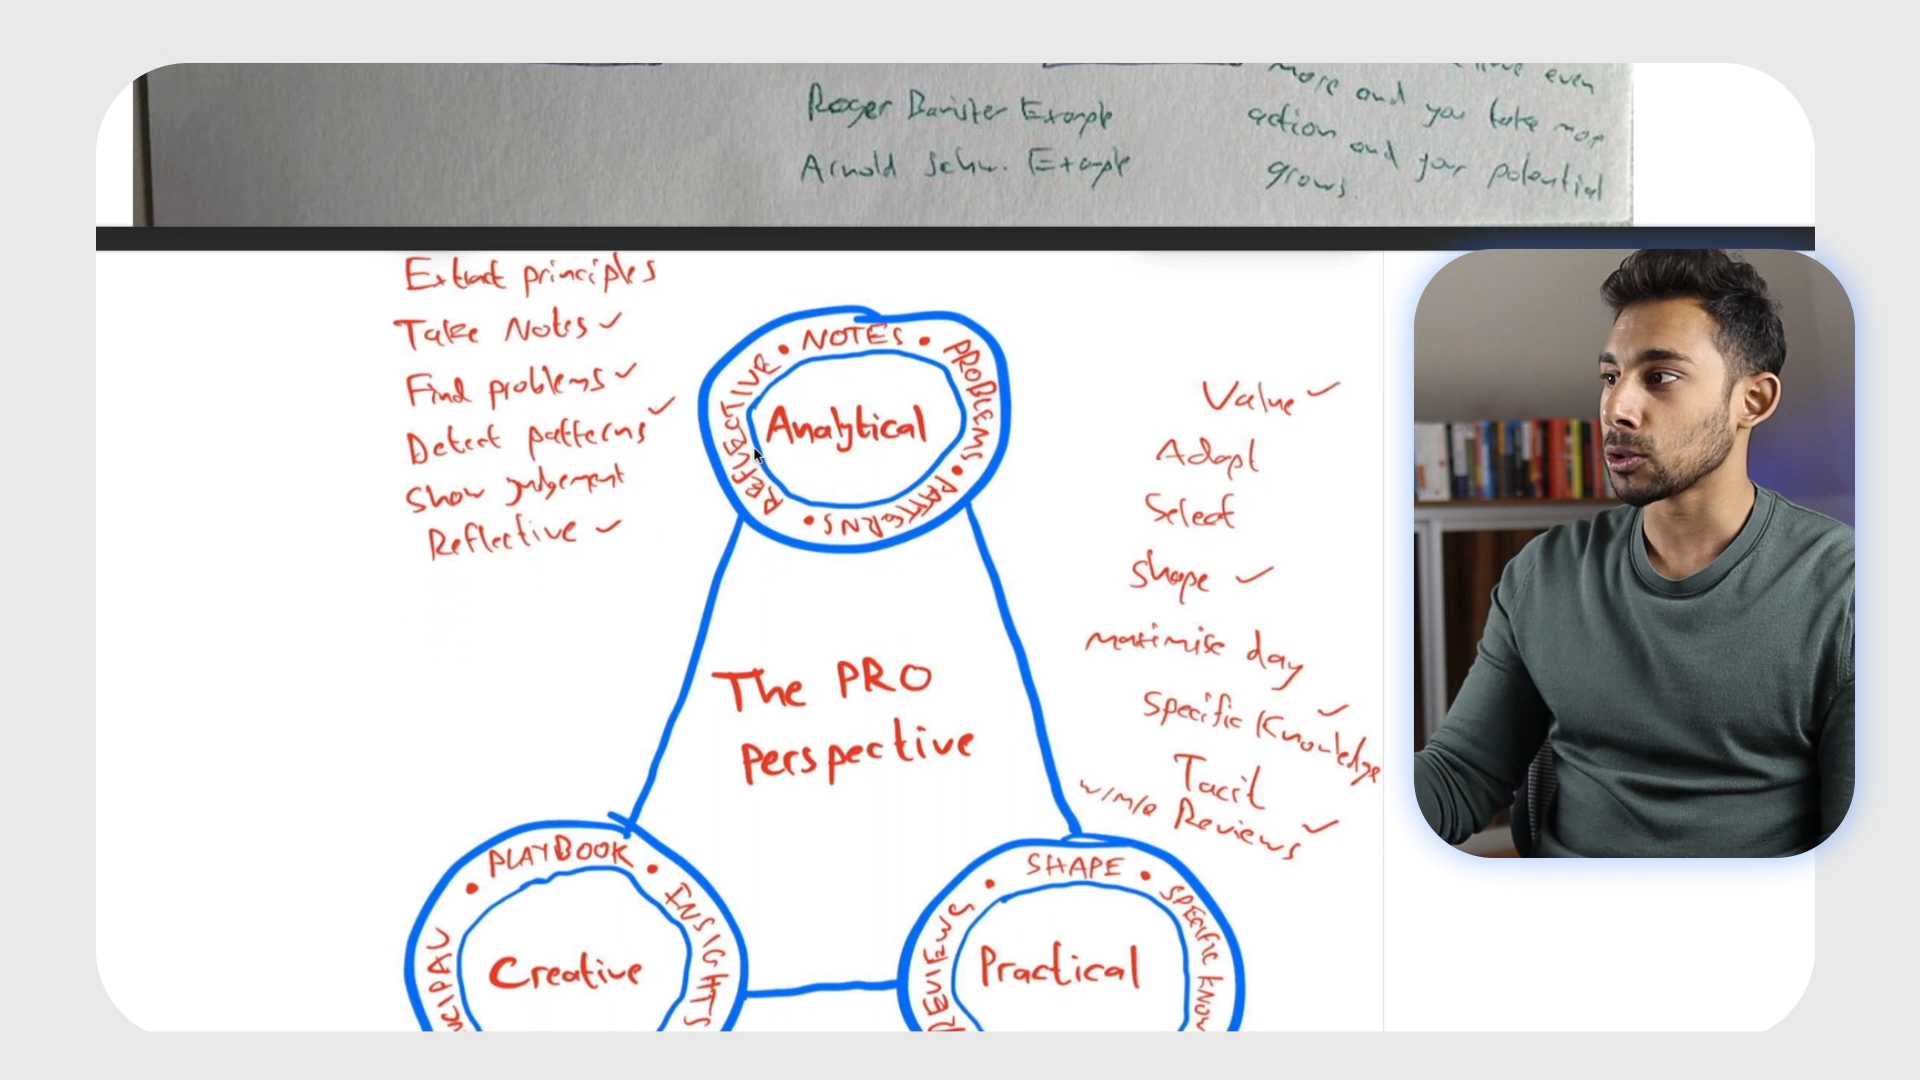 more and you take more
action and your potential
grows.
Roger Banister Example
Arnold Schw. Example
Extract principles
Take Notes ✓
Find problems ✓
Detect patterns ✓
Show judgement
Reflective ✓
NOTES • PROBLEMS • PATTERNS • REFLECTIVE •
Analytical
Value ✓
Adapt
Select
Shape ✓
maximise day
Specific Knowledge ✓
Tacit
w/m/a Reviews ✓
The PRO
Perspective
• PLAYBOOK • INSIGHTS
Creative
REVIEWS • SHAPE • SPECIFIC KNOW
Practical